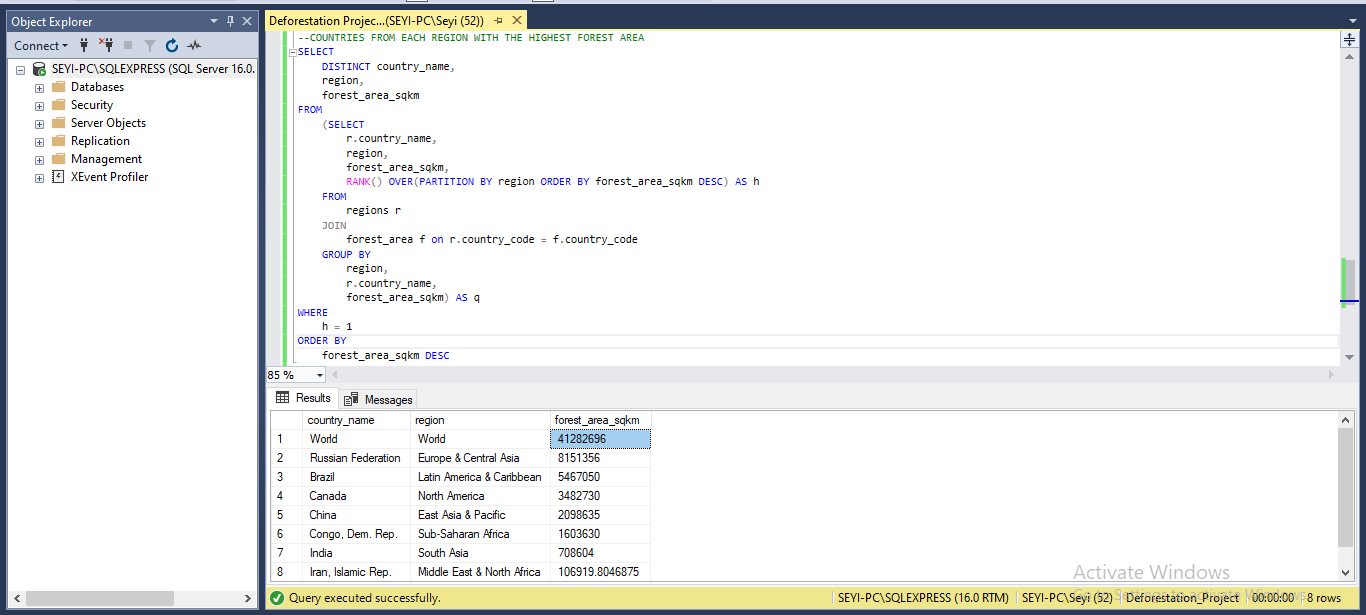 Object Explorer
Connect
SEYI-PC\SQLEXPRESS (SQL Server 16.0.
Databases
Security
Server Objects
Replication
Management
XEvent Profiler
Deforestation Projec...(SEYI-PC\Seyi (52))
--COUNTRIES FROM EACH REGION WITH THE HIGHEST FOREST AREA
SELECT
DISTINCT country_name,
region,
forest_area_sqkm
FROM
(SELECT
r.country_name,
region,
forest_area_sqkm,
RANK() OVER(PARTITION BY region ORDER BY forest_area_sqkm DESC) AS h
FROM
regions r
JOIN
forest_area f on r.country_code = f.country_code
GROUP BY
region,
r.country_name,
forest_area_sqkm) AS q
WHERE
h = 1
ORDER BY
forest_area_sqkm DESC
85 %
Results Messages
country_name region forest_area_sqkm
1 World World 41282696
2 Russian Federation Europe & Central Asia 8151356
3 Brazil Latin America & Caribbean 5467050
4 Canada North America 3482730
5 China East Asia & Pacific 2098635
6 Congo, Dem. Rep. Sub-Saharan Africa 1603630
7 India South Asia 708604
8 Iran, Islamic Rep. Middle East & North Africa 106919.8046875
Activate Windows
Go to Settings to activate Windows.
Query executed successfully. SEYI-PC\SQLEXPRESS (16.0 RTM) SEYI-PC\Seyi (52) Deforestation_Project 00:00:00 8 rows